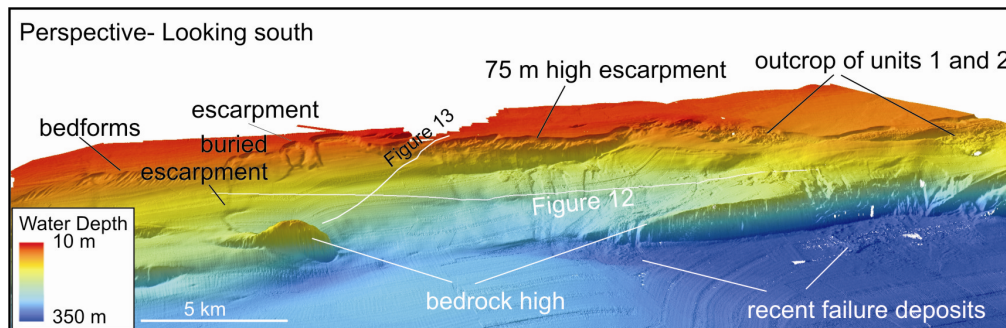 Perspective- Looking south
75 m high escarpment
outcrop of units 1 and 2
escarpment
bedforms
buried
escarpment
Figure 13
Figure 12
Water Depth
10 m
350 m
5 km
bedrock high
recent failure deposits